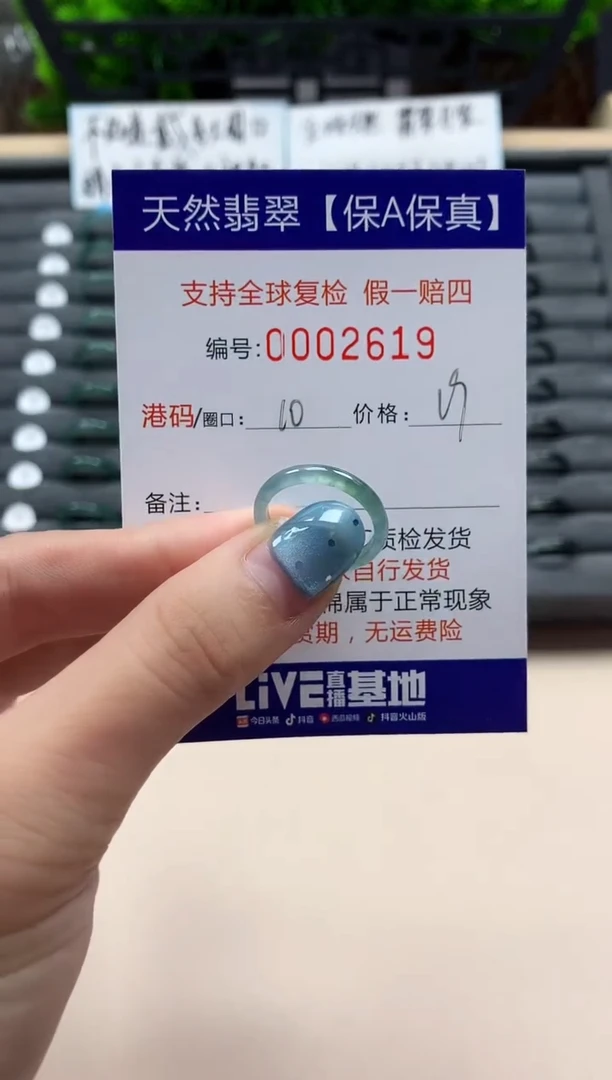 天然翡翠【保A保真】
支持全球复检 假一赔四
编号:0002619
港码/圈口: 10 价格:
备注:
质检发货
自行发货
棉属于正常现象
货期，无运费险
LiVE直播基地
今日头条 抖音 西瓜视频 抖音火山版